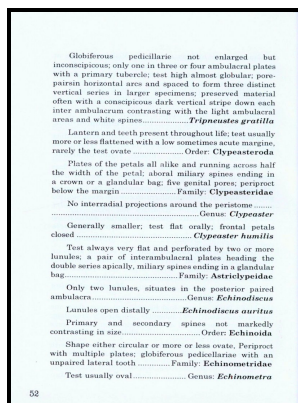 Globiferous pedicillarie not enlarged but
inconscipicous; only one in three or four ambulacral plates
with a primary tubercle; test high almost globular; pore-
pairsin horizontal arcs and spaced to form three distinct
vertical series in larger specimens; preserved material
often with a conscipicous dark vertical stripe down each
inter ambulacrum contrasting with the light ambulacral
areas and white spines..................Tripneustes gratilla
Lantern and teeth present throughout life; test usually
more or less flattened with a low sometimes acute margine,
rarely the test ovate ...................... Order: Clypeasteroda
Plates of the petals all alike and running across half
the width of petal; aboral miliary spines ending in
a crown or a glandular bag; five genital pores; periproct
below the margin ........................ Family: Clypeasteridae
No interradial projections around the peristome ........
..................................................Genus: Clypeaster
Generally smaller; test flat orally; frontal petals
closed ....................................... Clypeaster humilis
Test always very flat and perforated by two or more
lunules; a pair of interambulacral plates heading the
double series apically, miliary spines ending in a glandular
bag.......................................Family: Astriclypeidae
Only two lunules, situates in the posterior paired
ambulacra.................................Genus: Echinodiscus
Lunules open distally ..........Echinodiscus auritus
Primary and secondary spines not markedly
contrasting in size............................ Order: Echinoida
Shape either circular or more or less ovate, Periproct
with multiple plates; globiferous pedicellariae with an
unpaired lateral tooth ............ Family: Echinometridae
Test usually oval................ Genus: Echinometra
52